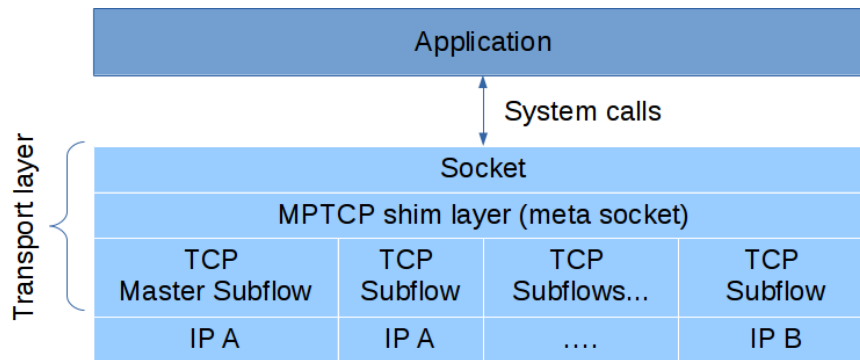 Application
System calls
Transport layer
Socket
MPTCP shim layer (meta socket)
TCP
Master Subflow
TCP
Subflow
TCP
Subflows...
TCP
Subflow
IP A
IP A
....
IP B